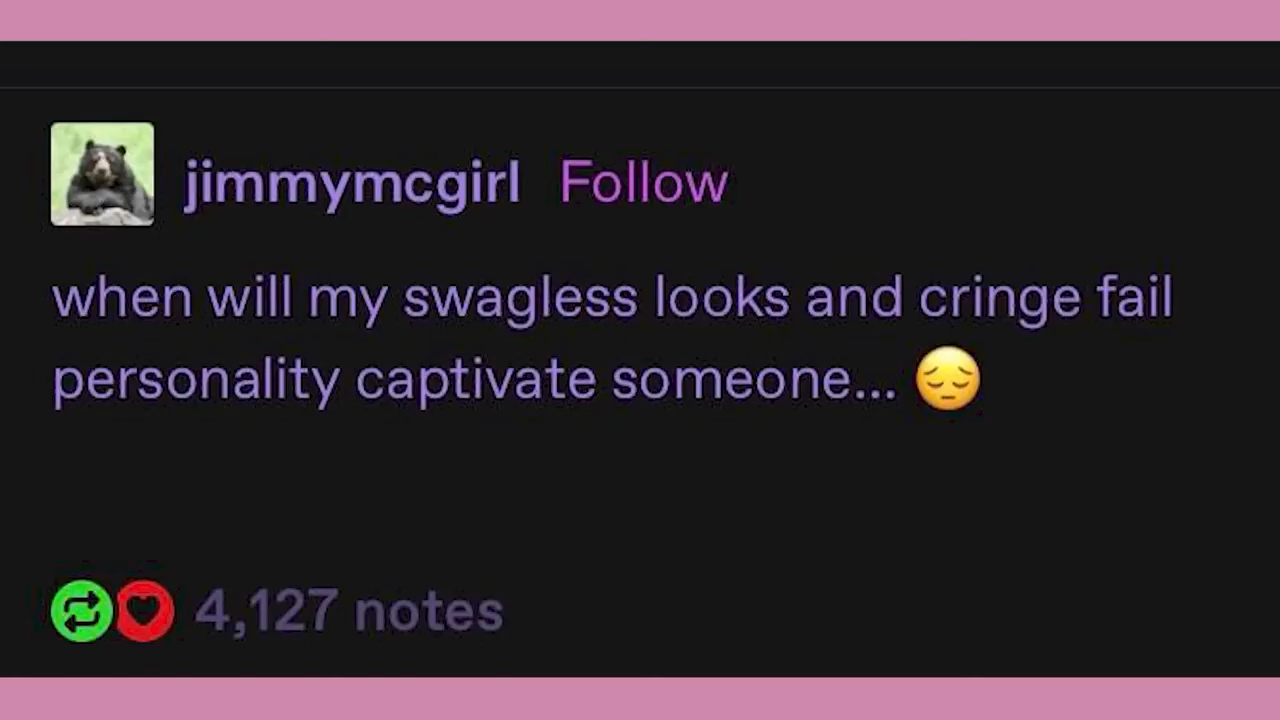 jimmymcgirl Follow
when will my swagless looks and cringe fail
personality captivate someone... 😔
4,127 notes